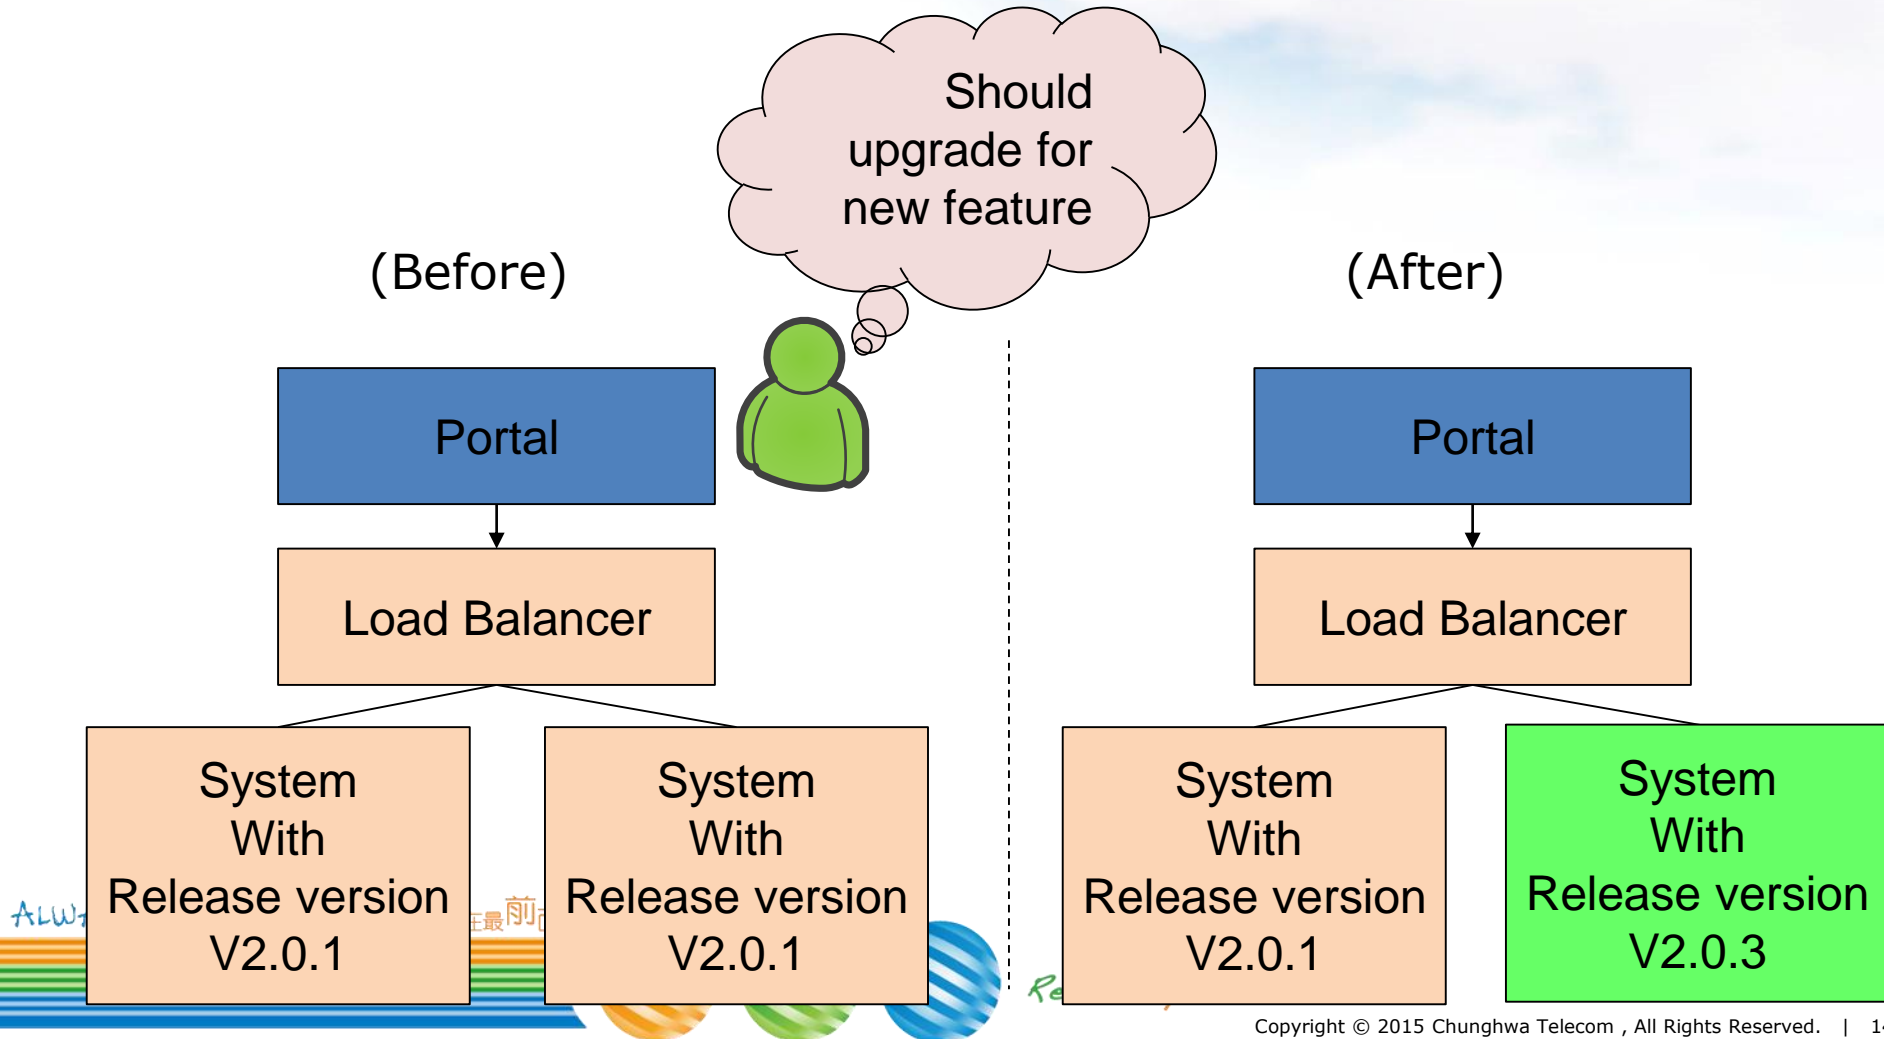 Should
upgrade for
new feature
(Before)
(After)
Portal
Portal
Load Balancer
Load Balancer
System
With
Release version
V2.0.1
System
With
Release version
V2.0.1
System
With
Release version
V2.0.1
System
With
Release version
V2.0.3
最前
Copyright © 2015 Chunghwa Telecom , All Rights Reserved. |